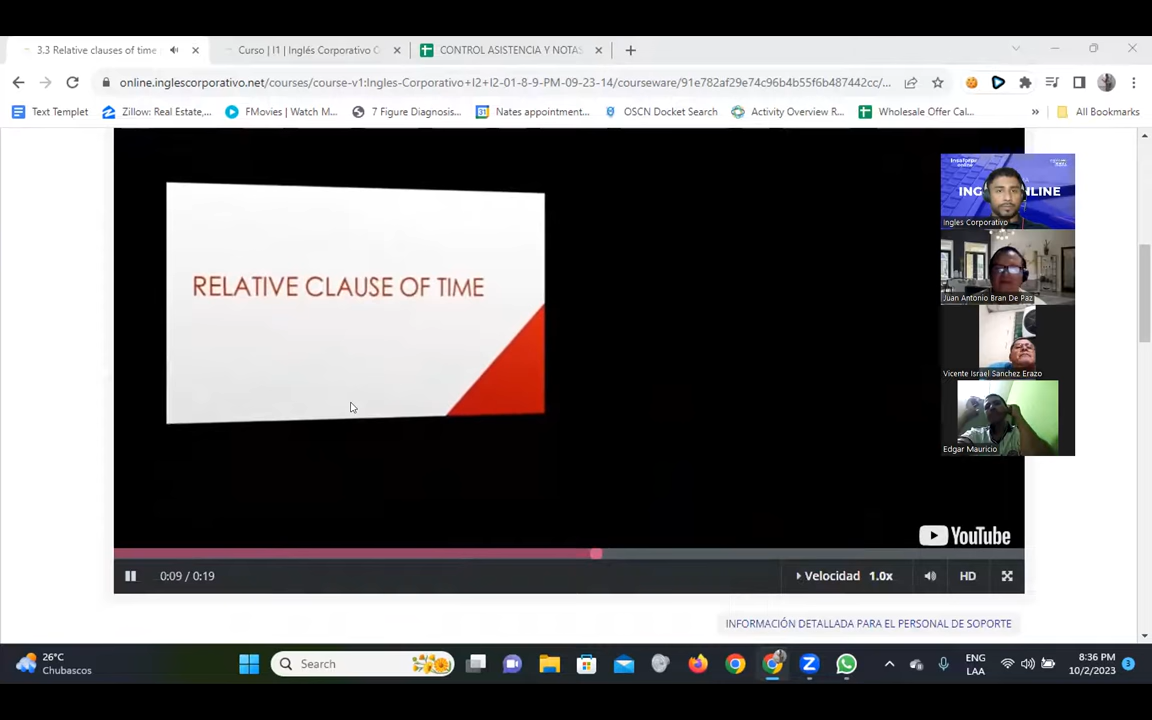 3.3 Relative clauses of time
Curso | I1 | Inglés Corporativo
CONTROL ASISTENCIA Y NOTAS
online.inglescorporativo.net/courses/course-v1:Ingles-Corporativo+I2+I2-01-8-9-PM-09-23-14/courseware/91e782af29e74c96b4b55f6b487442cc/...
Text Templet
Zillow: Real Estate,...
FMovies | Watch M...
7 Figure Diagnosis...
Nates appointment...
OSCN Docket Search
Activity Overview R...
Wholesale Offer Cal...
»
All Bookmarks
RELATIVE CLAUSE OF TIME
Ingles Corporativo
Juan Antonio Bran De Paz
Vicente Israel Sanchez Erazo
Edgar Mauricio
YouTube
0:09 / 0:19
Velocidad 1.0x
HD
INFORMACIÓN DETALLADA PARA EL PERSONAL DE SOPORTE
26°C
Chubascos
Search
ENG
LAA
8:36 PM
10/2/2023
3